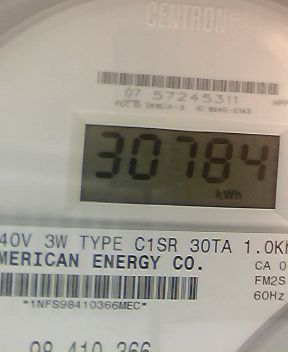 CENTRON®
07 57245311
30784
kWh
40V 3W TYPE C1SR 30TA 1.0K
MERICAN ENERGY CO.
CA 0
FM2S
60Hz
*1NFS98410366MEC*
98 410 366